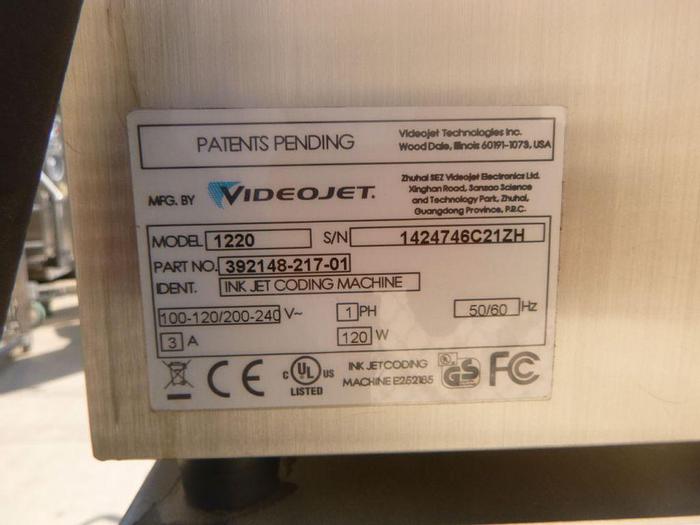 PATENTS PENDING
Videojet Technologies Inc.
Wood Dale, Illinois 60191-1073, USA
MFG. BY VIDEOJET.
Zhuhai SEZ Videojet Electronics Ltd.
Xinghan Road, Sanzao Science
and Technology Park, Zhuhai,
Guangdong Province, P.R.C.
MODEL 1220 S/N 1424746C21ZH
PART NO. 392148-217-01
IDENT. INK JET CODING MACHINE
100-120/200-240 V~ 1 PH 50/60 Hz
3 A 120 W
CE C UL US LISTED
INK JET CODING
MACHINE E252185
UL GS FC